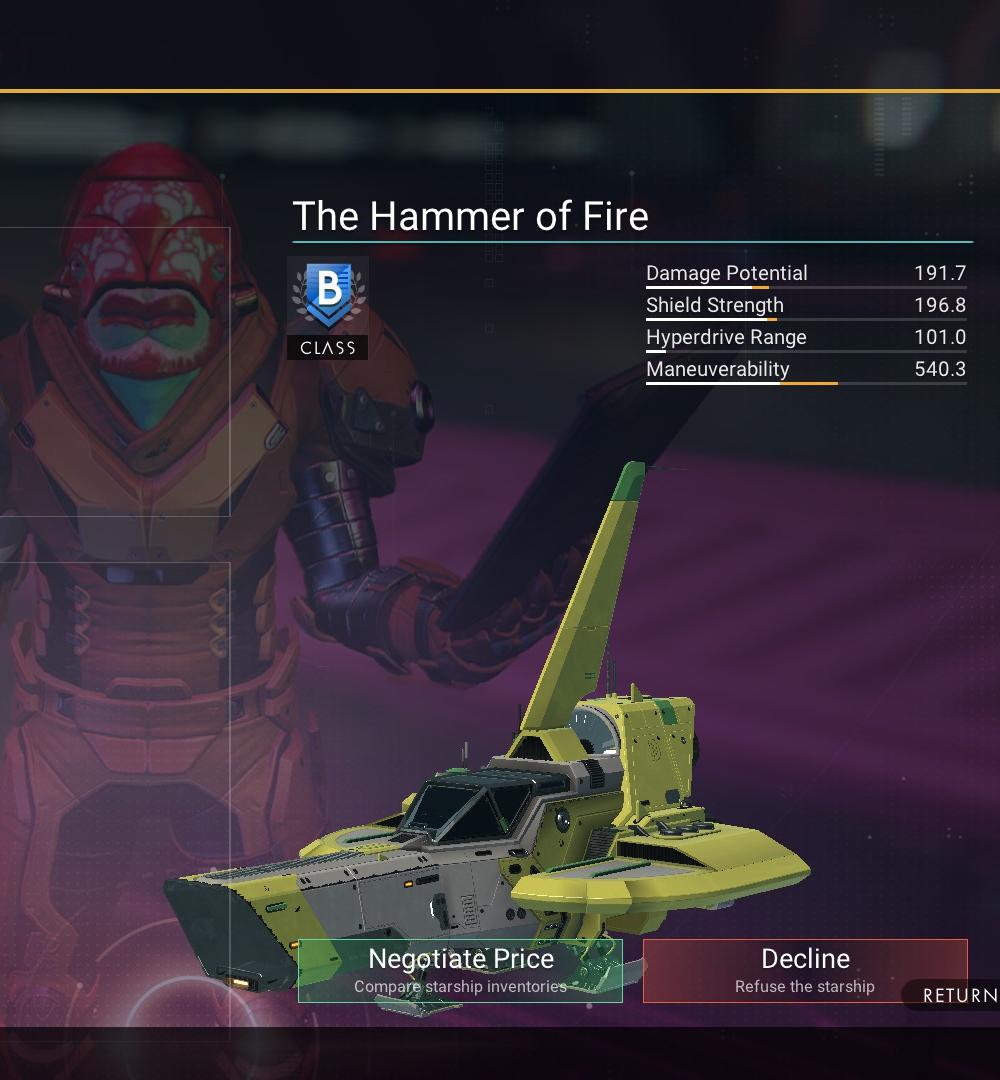 The Hammer of Fire
B
CLASS
Damage Potential 191.7
Shield Strength 196.8
Hyperdrive Range 101.0
Maneuverability 540.3
Negotiate Price
Compare starship inventories
Decline
Refuse the starship
RETURN